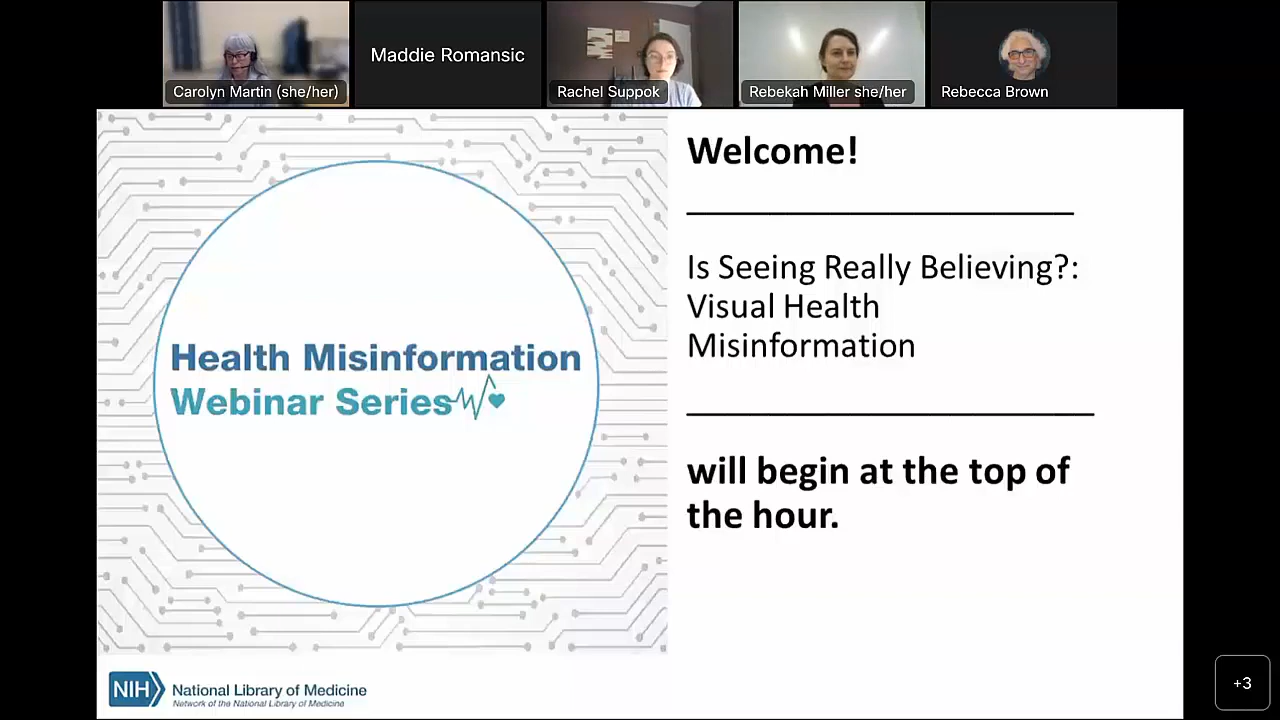 Carolyn Martin (she/her)
Maddie Romansic
Rachel Suppok
Rebekah Miller she/her
Rebecca Brown
Health Misinformation
Webinar Series
Welcome!
Is Seeing Really Believing?:
Visual Health
Misinformation
will begin at the top of
the hour.
NIH
National Library of Medicine
Network of the National Library of Medicine
+3